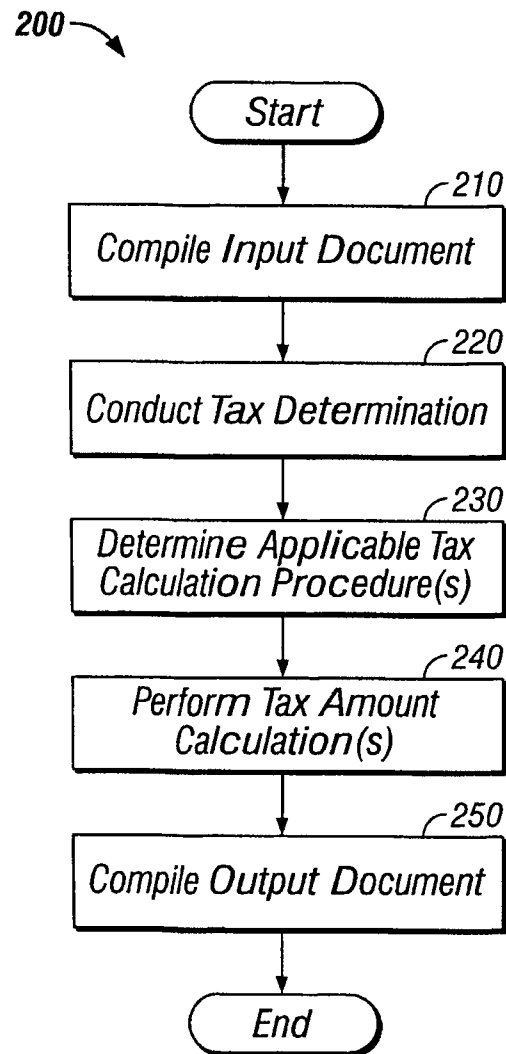 200
Start
210
Compile Input Document
220
Conduct Tax Determination
230
Determine Applicable Tax
Calculation Procedure(s)
240
Perform Tax Amount
Calculation(s)
250
Compile Output Document
End